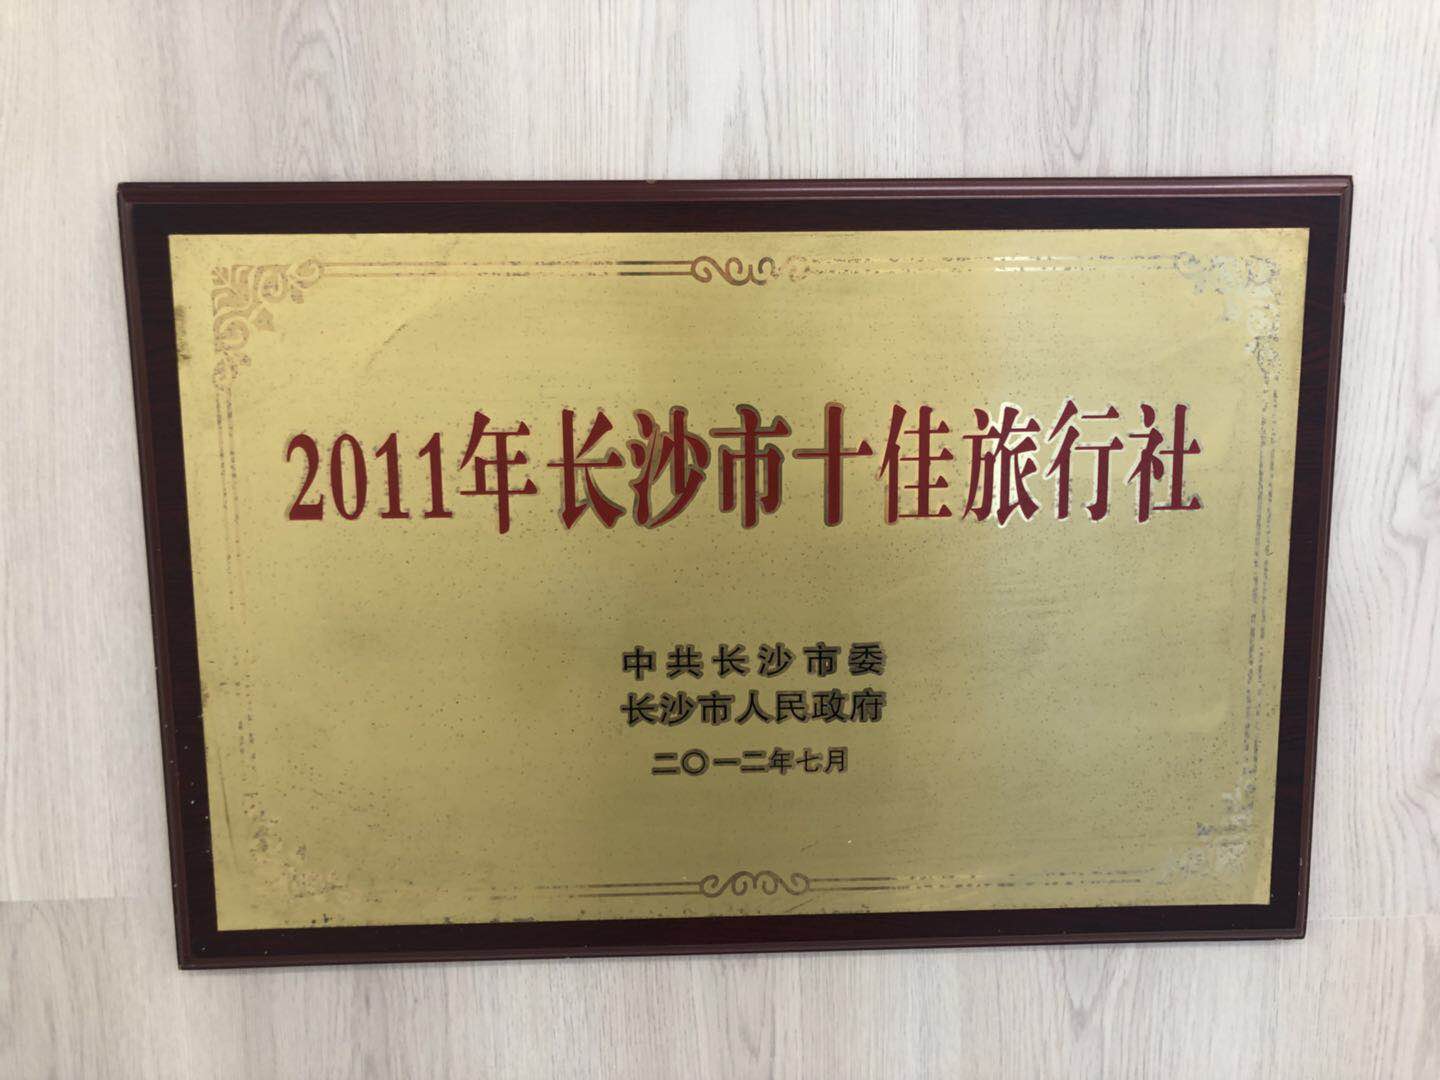 2011年长沙市十佳旅行社
中共长沙市委
长沙市人民政府
二〇一二年七月